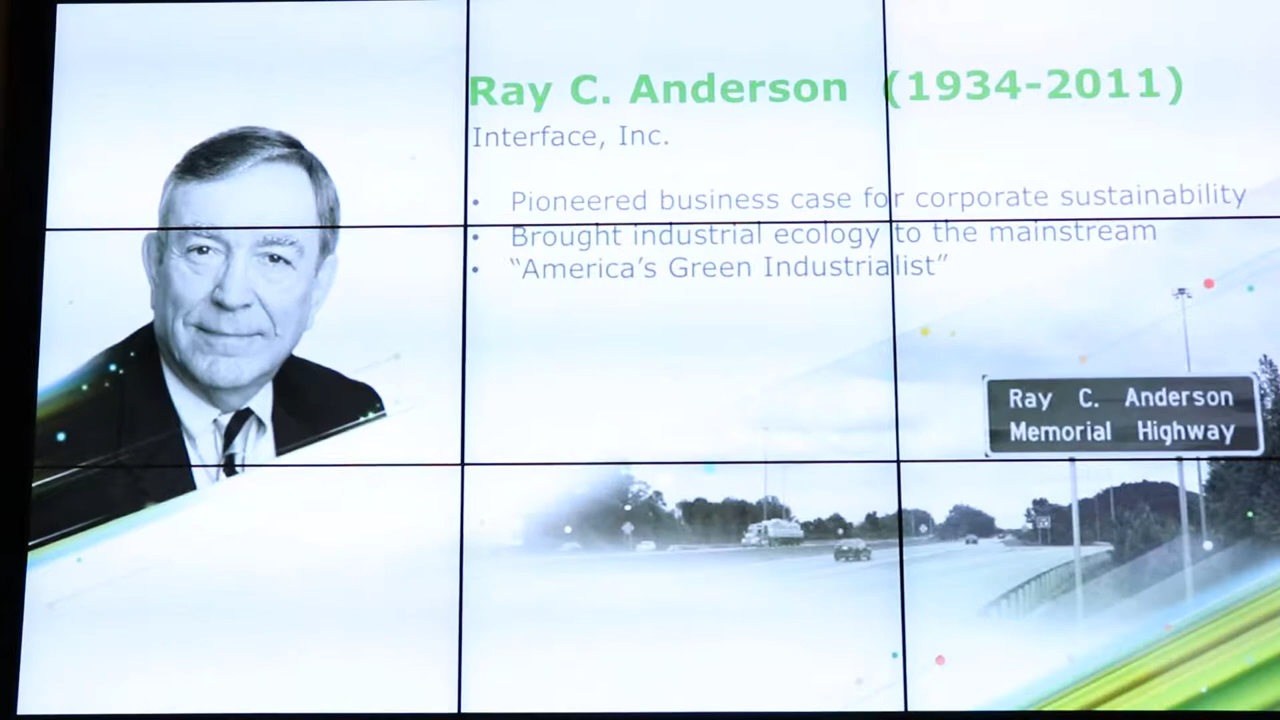 Ray C. Anderson (1934-2011)
Interface, Inc.
• Pioneered business case for corporate sustainability
• Brought industrial ecology to the mainstream
• “America’s Green Industrialist”
Ray C. Anderson
Memorial Highway